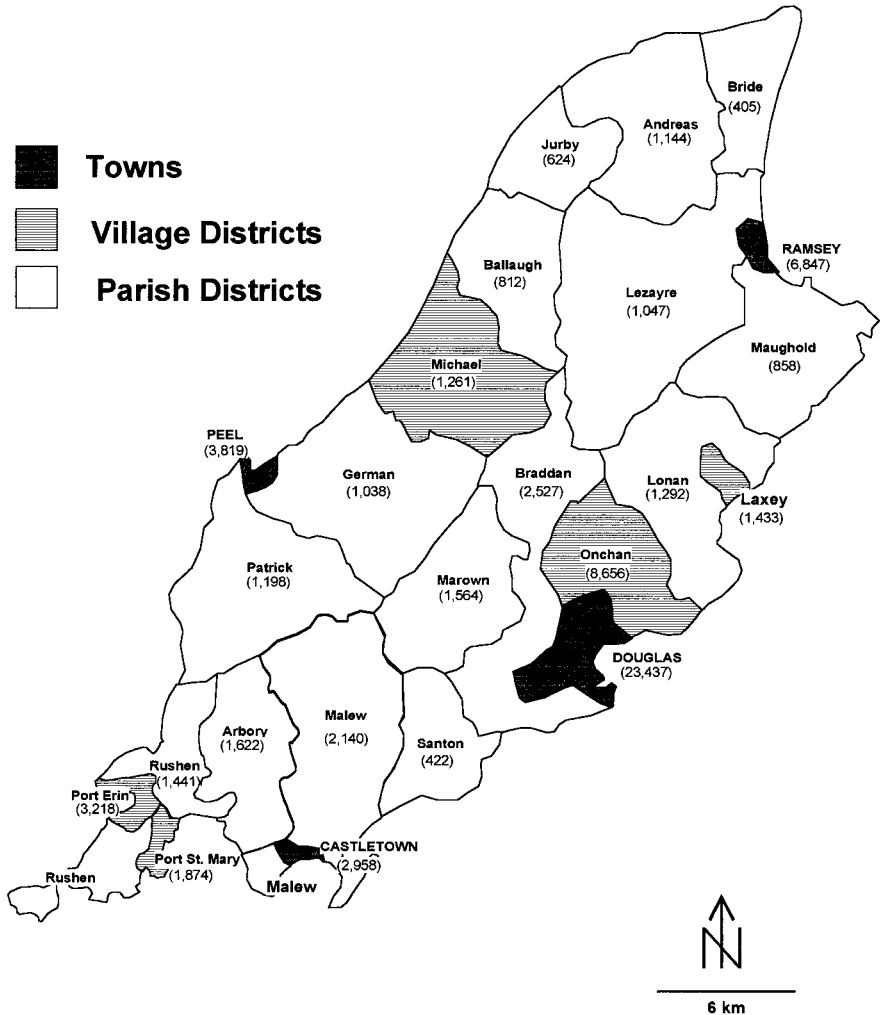 Towns
Village Districts
Parish Districts
Bride
(405)
Andreas
(1,144)
Jurby
(624)
RAMSEY
(6,847)
Ballaugh
(812)
Lezayre
(1,047)
Maughold
(858)
Michael
(1,261)
PEEL
(3,819)
German
(1,038)
Braddan
(2,527)
Lonan
(1,292)
Laxey
(1,433)
Onchan
(8,656)
Patrick
(1,198)
Marown
(1,564)
DOUGLAS
(23,437)
Malew
(2,140)
Arbory
(1,622)
Santon
(422)
Rushen
(1,441)
Port Erin
(3,218)
CASTLETOWN
(2,958)
Port St. Mary
(1,874)
Rushen
Malew
N
6 km